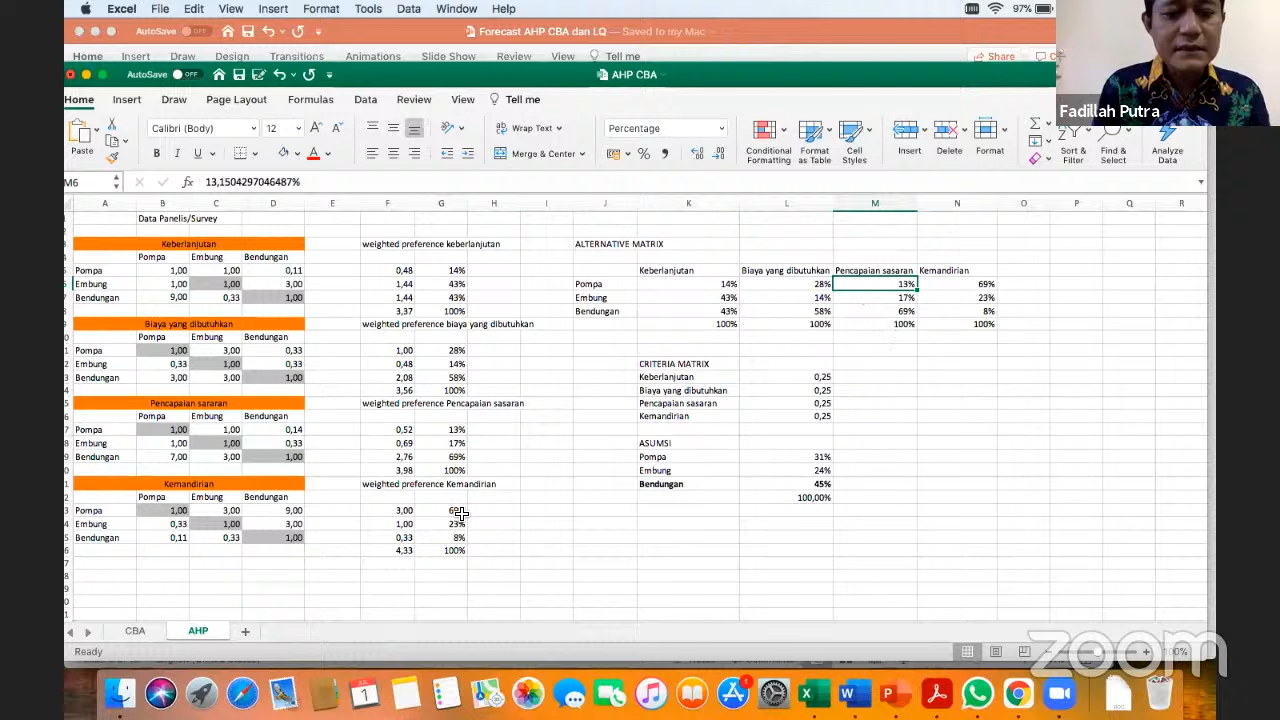 Excel File Edit View Insert Format Tools Data Window Help 97%
AutoSave OFF Forecast AHP CBA dan LQ — Saved to my Mac
Home Insert Draw Design Transitions Animations Slide Show Review View Tell me Share
AutoSave OFF AHP CBA
Home Insert Draw Page Layout Formulas Data Review View Tell me
Fadillah Putra
Calibri (Body) 12 Wrap Text Percentage
Paste Merge & Center Conditional Formatting Format as Table Cell Styles Insert Delete Format Sort & Filter Find & Select Analyze Data
M6 fx 13,1504297046487%
A B C D E F G H I J K L M N O P Q R
Data Panelis/Survey
Keberlanjutan weighted preference keberlanjutan ALTERNATIVE MATRIX
Pompa Embung Bendungan
Pompa 1,00 1,00 0,11 0,48 14% Keberlanjutan Biaya yang dibutuhkan Pencapaian sasaran Kemandirian
Embung 1,00 1,00 3,00 1,44 43% Pompa 14% 28% 13% 69%
Bendungan 9,00 0,33 1,00 1,44 43% Embung 43% 14% 17% 23%
3,37 100% Bendungan 43% 58% 69% 8%
Biaya yang dibutuhkan weighted preference biaya yang dibutuhkan 100% 100% 100% 100%
Pompa Embung Bendungan
Pompa 1,00 3,00 0,33 1,00 28%
Embung 0,33 1,00 0,33 0,48 14% CRITERIA MATRIX
Bendungan 3,00 3,00 1,00 2,08 58% Keberlanjutan 0,25
3,56 100% Biaya yang dibutuhkan 0,25
Pencapaian sararan weighted preference Pencapaian sasaran Pencapaian sasaran 0,25
Pompa Embung Bendungan Kemandirian 0,25
Pompa 1,00 1,00 0,14 0,52 13%
Embung 1,00 1,00 0,33 0,69 17% ASUMSI
Bendungan 7,00 3,00 1,00 2,76 69% Pompa 31%
3,98 100% Embung 24%
Kemandirian weighted preference Kemandirian Bendungan 45%
Pompa Embung Bendungan 100,00%
Pompa 1,00 3,00 9,00 3,00 69%
Embung 0,33 1,00 3,00 1,00 23%
Bendungan 0,11 0,33 1,00 0,33 8%
4,33 100%
CBA AHP
Ready 100%
zoom
JUL
1
1